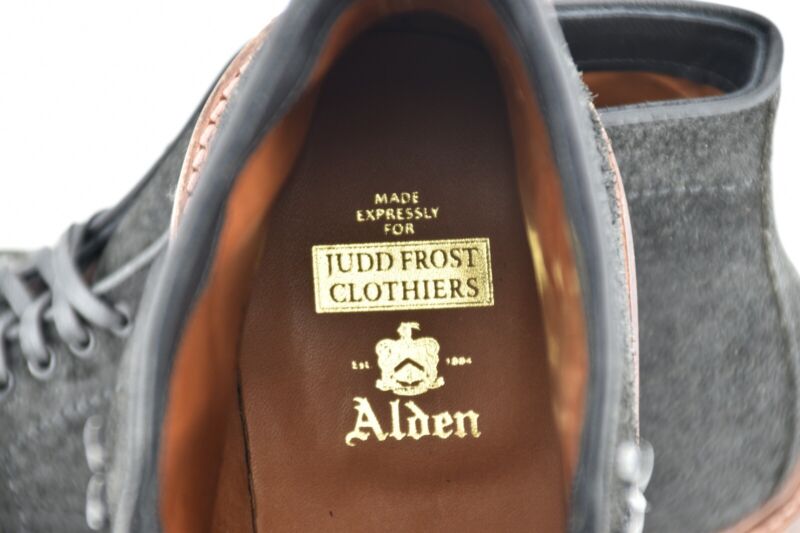 MADE
EXPRESSLY
FOR
JUDD FROST
CLOTHIERS
Est. 1884
Alden